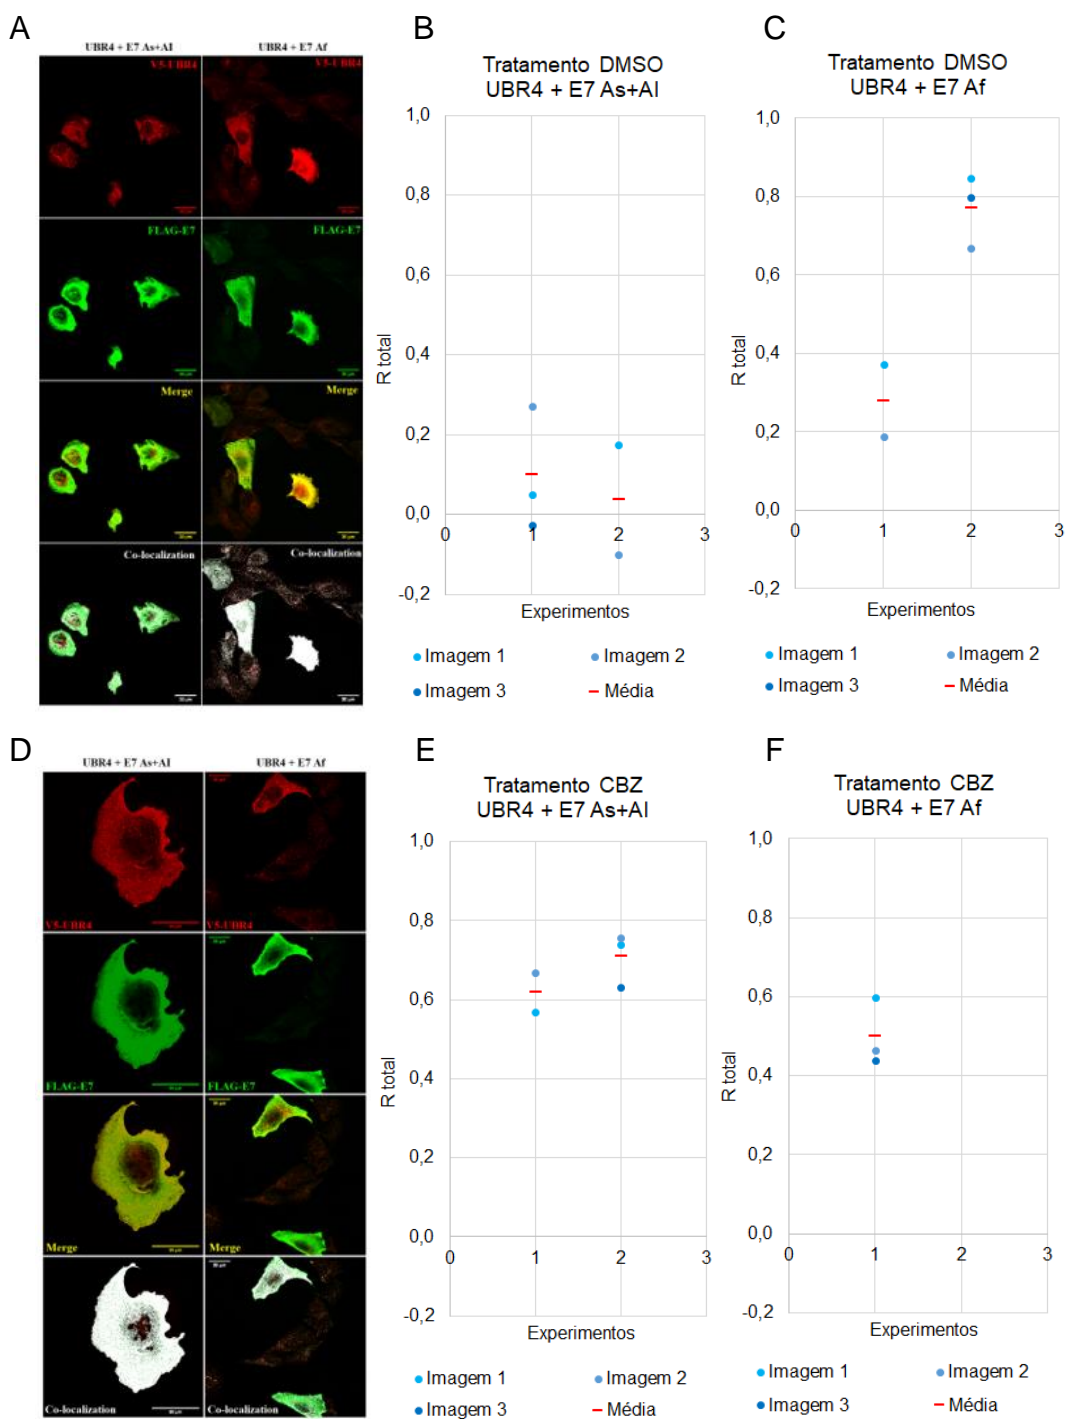 A
UBR4 + E7 As+AI
UBR4 + E7 Af
V5-UBR4
V5-UBR4
FLAG-E7
FLAG-E7
Merge
Merge
Co-localization
Co-localization
B
Tratamento DMSO
UBR4 + E7 As+AI
1,0
0,8
0,6
0,4
0,2
0,0
-0,2
R total
0
1
2
3
Experimentos
Imagem 1
Imagem 2
Imagem 3
Média
C
Tratamento DMSO
UBR4 + E7 Af
1,0
0,8
0,6
0,4
0,2
0,0
-0,2
R total
0
1
2
3
Experimentos
Imagem 1
Imagem 2
Imagem 3
Média
D
UBR4 + E7 As+AI
UBR4 + E7 Af
V5-UBR4
V5-UBR4
FLAG-E7
FLAG-E7
Merge
Merge
Co-localization
Co-localization
E
Tratamento CBZ
UBR4 + E7 As+AI
1,0
0,8
0,6
0,4
0,2
0,0
-0,2
R total
0
1
2
3
Experimentos
Imagem 1
Imagem 2
Imagem 3
Média
F
Tratamento CBZ
UBR4 + E7 Af
1,0
0,8
0,6
0,4
0,2
0,0
-0,2
R total
0
1
2
3
Experimentos
Imagem 1
Imagem 2
Imagem 3
Média